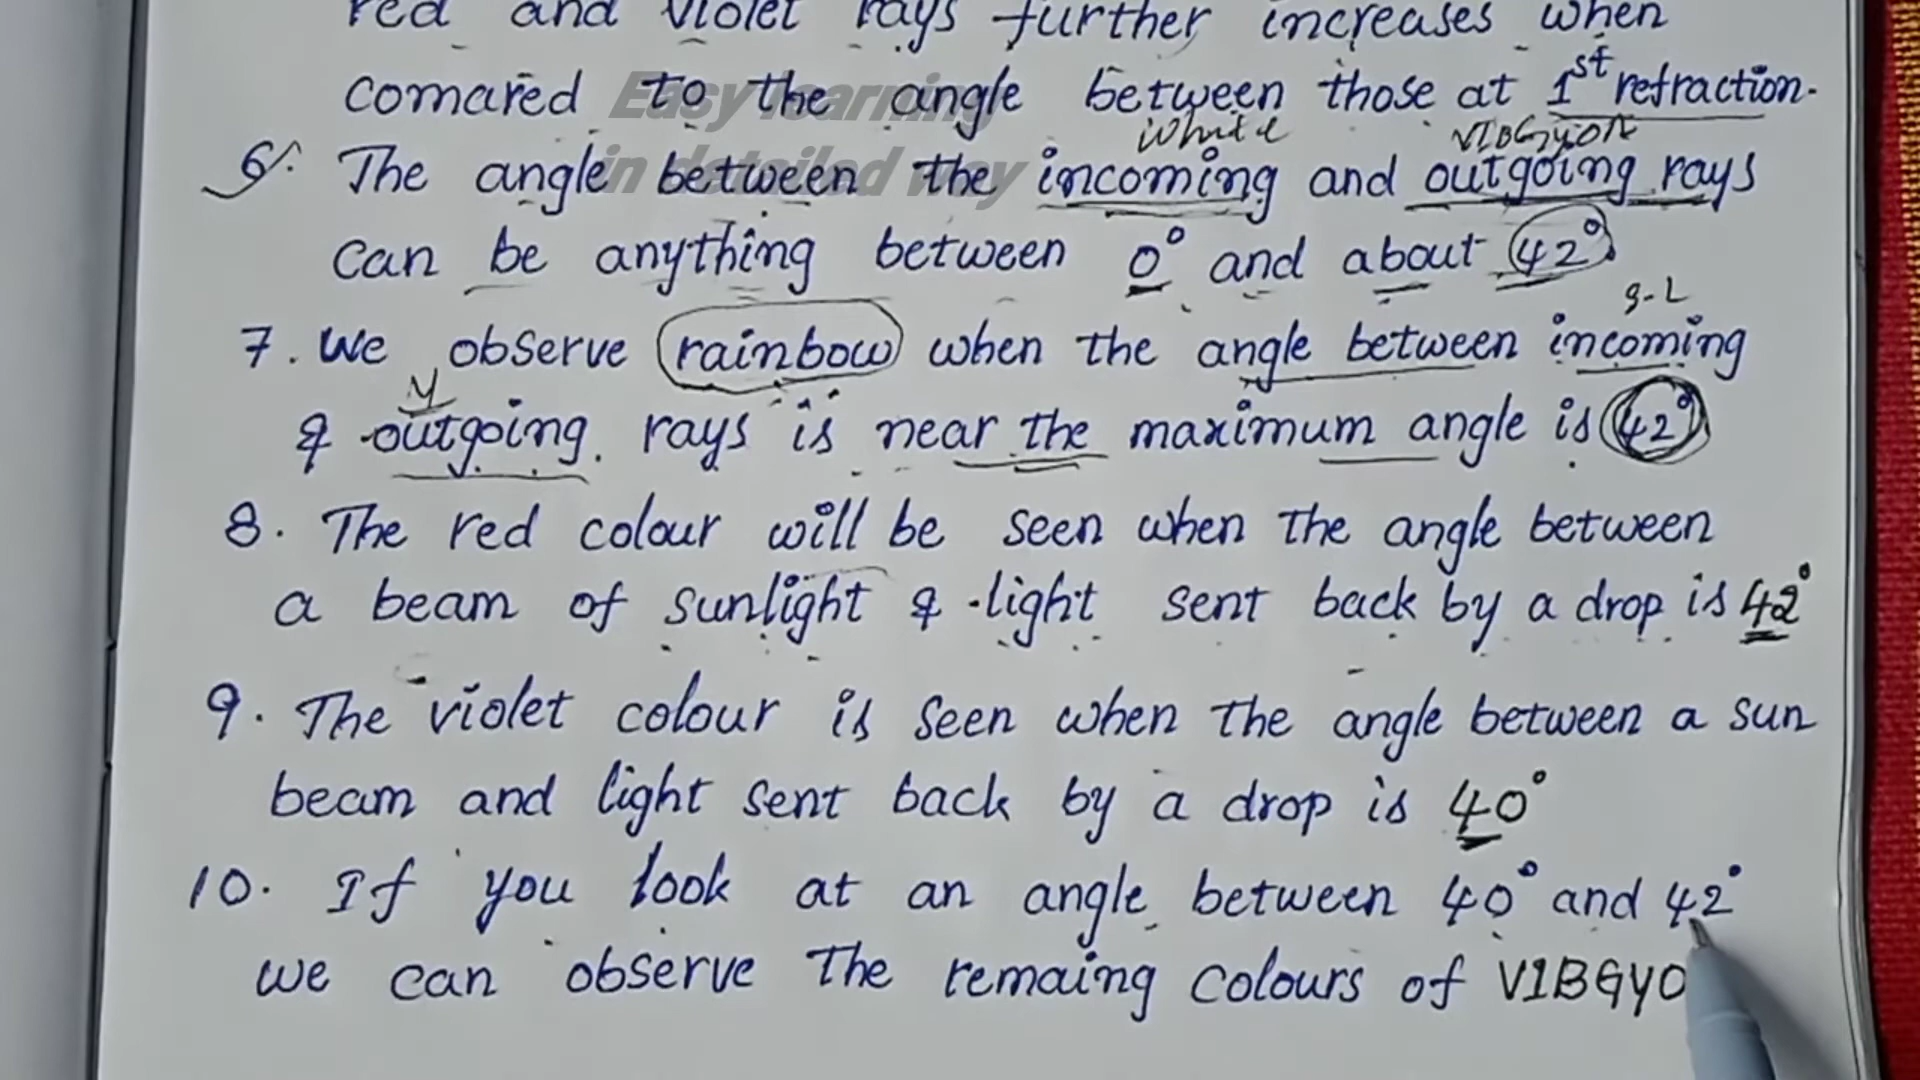 red and violet rays further increases when
comared to the angle between those at 1st refraction.
Easy learning
in detailed way
white VIBGYOR
6. The angle between the incoming and outgoing rays
can be anything between 0° and about 42°.
S-L
7. We observe rainbow when the angle between incoming
& outgoing rays is near the maximum angle is 42°
8. The red colour will be seen when the angle between
a beam of sunlight & light sent back by a drop is 42°
9. The violet colour is seen when the angle between a sun
beam and light sent back by a drop is 40°
10. If you look at an angle between 40° and 42°
we can observe the remaing colours of VIBGYO